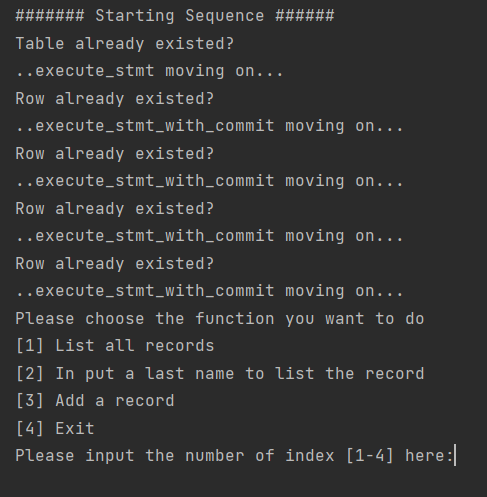 ####### Starting Sequence ######
Table already existed?
..execute_stmt moving on...
Row already existed?
..execute_stmt_with_commit moving on...
Row already existed?
..execute_stmt_with_commit moving on...
Row already existed?
..execute_stmt_with_commit moving on...
Row already existed?
..execute_stmt_with_commit moving on...
Please choose the function you want to do
[1] List all records
[2] In put a last name to list the record
[3] Add a record
[4] Exit
Please input the number of index [1-4] here: